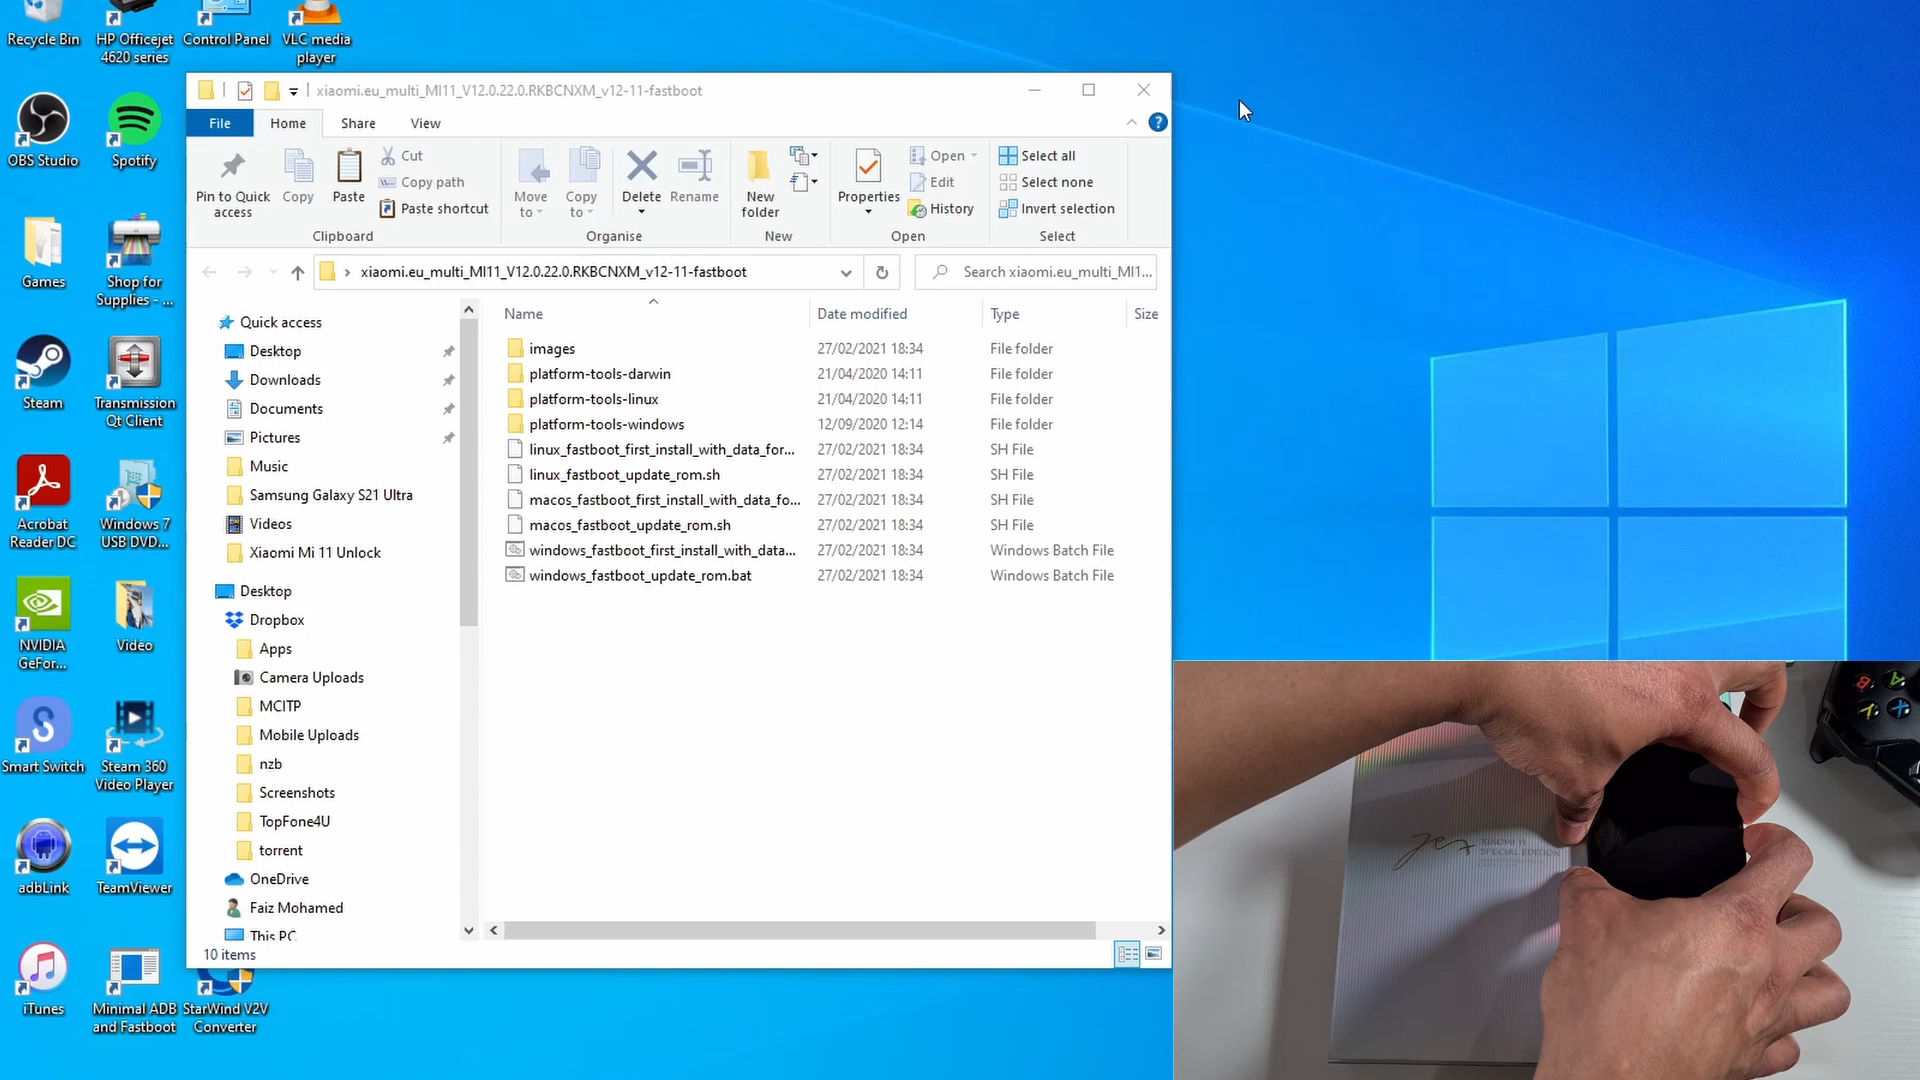 Recycle Bin
HP Officejet
4620 series
Control Panel
VLC media
player
OBS Studio
Spotify
Games
Shop for
Supplies - ...
Steam
Transmission
Qt Client
Acrobat
Reader DC
Windows 7
USB DVD...
NVIDIA
GeFor...
Video
Smart Switch
Steam 360
Video Player
adbLink
TeamViewer
iTunes
Minimal ADB
and Fastboot
StarWind V2V
Converter
xiaomi.eu_multi_MI11_V12.0.22.0.RKBCNXM_v12-11-fastboot
File Home Share View
Pin to Quick
access
Copy
Paste
Cut
Copy path
Paste shortcut
Clipboard
Move
to
Copy
to
Delete
Rename
Organise
New
folder
New
Properties
Open
Edit
History
Open
Select all
Select none
Invert selection
Select
xiaomi.eu_multi_MI11_V12.0.22.0.RKBCNXM_v12-11-fastboot
Search xiaomi.eu_multi_MI1...
Quick access
Desktop
Downloads
Documents
Pictures
Music
Samsung Galaxy S21 Ultra
Videos
Xiaomi Mi 11 Unlock
Desktop
Dropbox
Apps
Camera Uploads
MCITP
Mobile Uploads
nzb
Screenshots
TopFone4U
torrent
OneDrive
Faiz Mohamed
This PC
Name Date modified Type Size
images 27/02/2021 18:34 File folder
platform-tools-darwin 21/04/2020 14:11 File folder
platform-tools-linux 21/04/2020 14:11 File folder
platform-tools-windows 12/09/2020 12:14 File folder
linux_fastboot_first_install_with_data_for... 27/02/2021 18:34 SH File
linux_fastboot_update_rom.sh 27/02/2021 18:34 SH File
macos_fastboot_first_install_with_data_fo... 27/02/2021 18:34 SH File
macos_fastboot_update_rom.sh 27/02/2021 18:34 SH File
windows_fastboot_first_install_with_data... 27/02/2021 18:34 Windows Batch File
windows_fastboot_update_rom.bat 27/02/2021 18:34 Windows Batch File
10 items
XIAOMI 11
SPECIAL EDITION
B A Y X